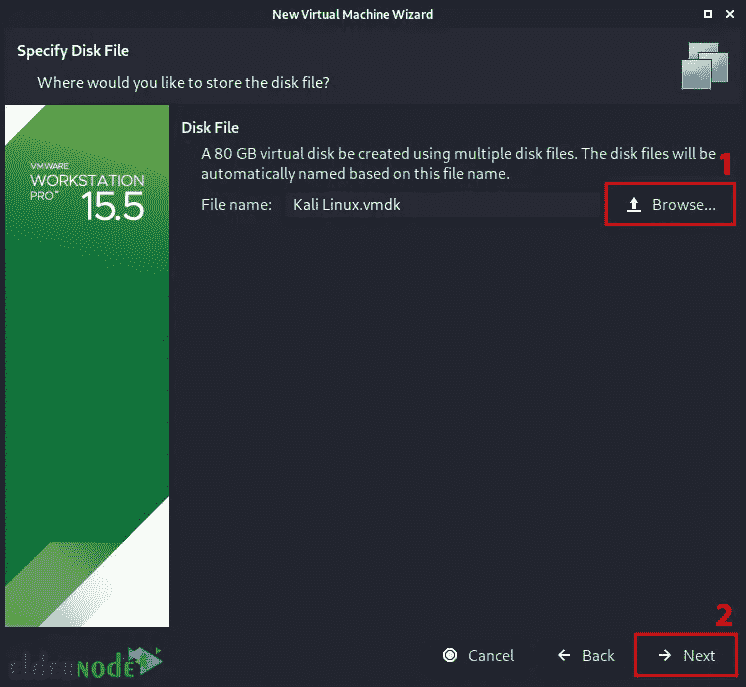 New Virtual Machine Wizard
Specify Disk File
Where would you like to store the disk file?
VMWARE
WORKSTATION
PRO™ 15.5
Disk File
A 80 GB virtual disk be created using multiple disk files. The disk files will be
automatically named based on this file name.
1
File name: Kali Linux.vmdk Browse...
2
Cancel Back Next
eldernode